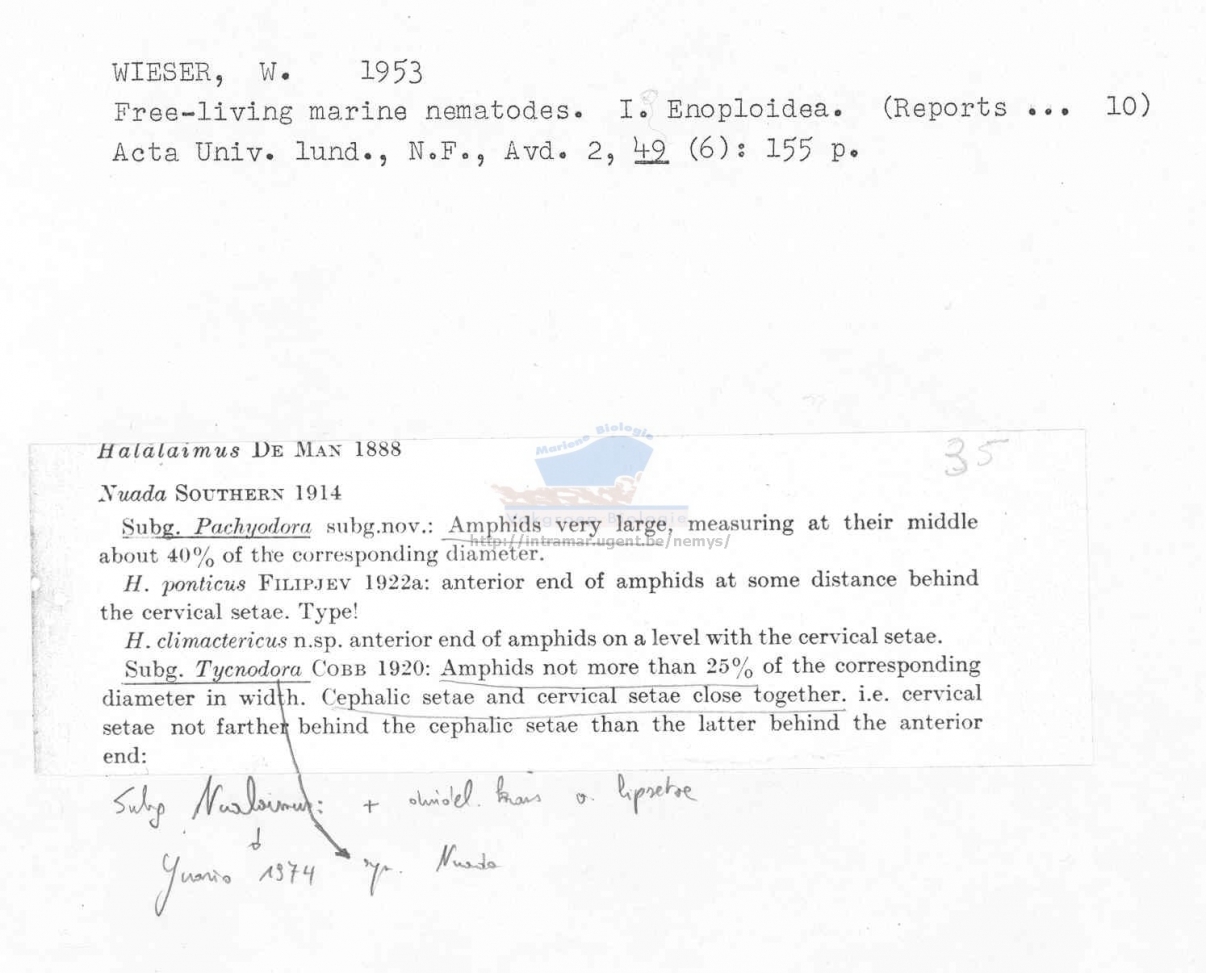 WIESER, W. 1953
Free-living marine nematodes. I. Enoploidea. (Reports ... 10)
Acta Univ. lund., N.F., Avd. 2, 49 (6): 155 p.
Mariene Biologie
35
Halalaimus DE MAN 1888
Nuada SOUTHERN 1914
Subg. Pachyodora subg.nov.: Amphids very large, measuring at their middle
http://intramar.ugent.be/nemys/
about 40% of the corresponding diameter.
H. ponticus FILIPJEV 1922a: anterior end of amphids at some distance behind
the cervical setae. Type!
H. climactericus n.sp. anterior end of amphids on a level with the cervical setae.
Subg. Tycnodora COBB 1920: Amphids not more than 25% of the corresponding
diameter in width. Cephalic setae and cervical setae close together. i.e. cervical
setae not farther behind the cephalic setae than the latter behind the anterior
end:
Subg Nualaimus: + krans o. lipsetae
1974 Nuada